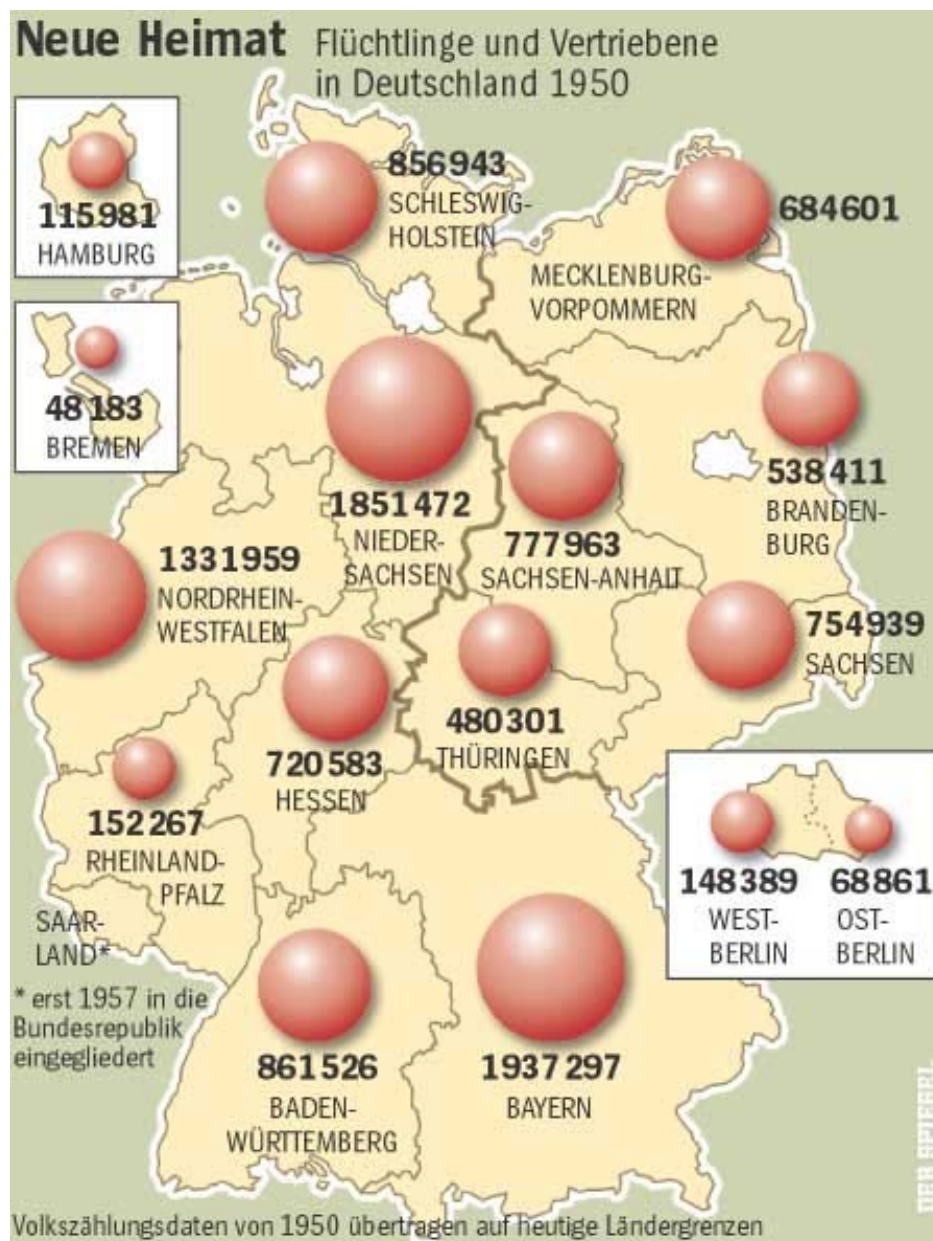 Neue Heimat Flüchtlinge und Vertriebene
in Deutschland 1950
115981
HAMBURG
856943
SCHLESWIG-
HOLSTEIN
684601
MECKLENBURG-
VORPOMMERN
48183
BREMEN
1851472
NIEDER-
SACHSEN
777963
SACHSEN-ANHALT
538411
BRANDEN-
BURG
1331959
NORDRHEIN-
WESTFALEN
754939
SACHSEN
480301
THÜRINGEN
720583
HESSEN
152267
RHEINLAND-
PFALZ
148389
WEST-
BERLIN
68861
OST-
BERLIN
SAAR-
LAND*
* erst 1957 in die
Bundesrepublik
eingegliedert
861526
BADEN-
WÜRTTEMBERG
1937297
BAYERN
DER SPIEGEL
Volkszählungsdaten von 1950 übertragen auf heutige Ländergrenzen